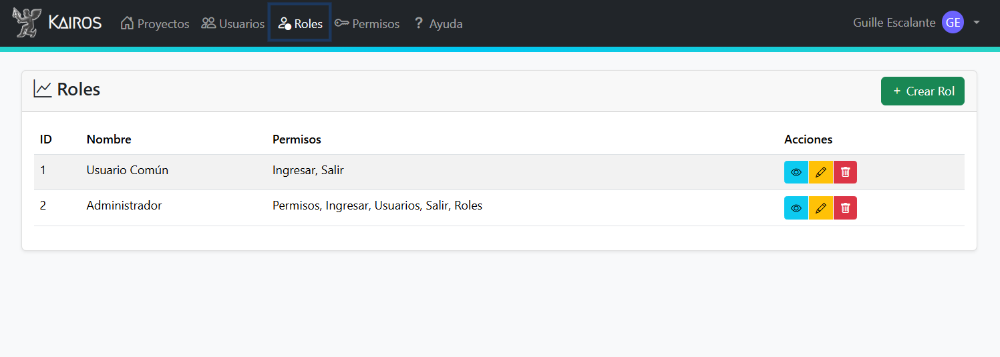 KAIROS Proyectos Usuarios Roles Permisos ? Ayuda Guille Escalante GE
Roles + Crear Rol
ID Nombre Permisos Acciones
1 Usuario Común Ingresar, Salir
2 Administrador Permisos, Ingresar, Usuarios, Salir, Roles